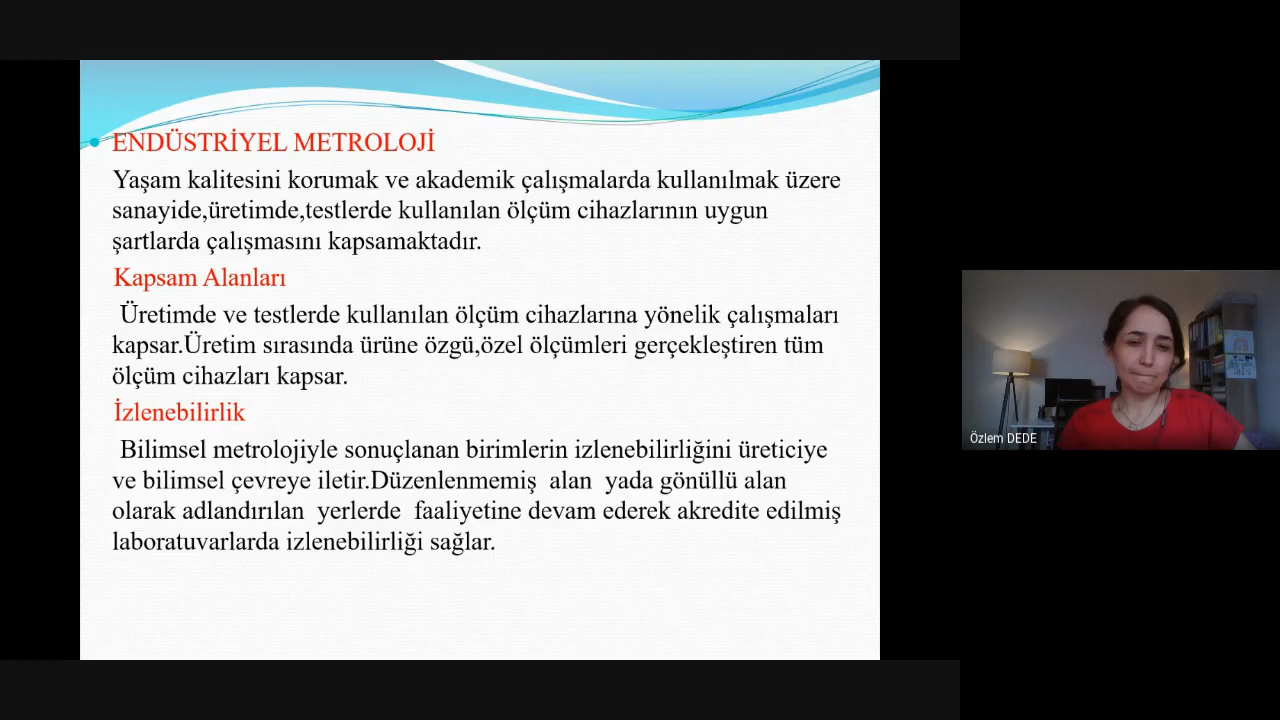 ENDÜSTRİYEL METROLOJİ
Yaşam kalitesini korumak ve akademik çalışmalarda kullanılmak üzere
sanayide,üretimde,testlerde kullanılan ölçüm cihazlarının uygun
şartlarda çalışmasını kapsamaktadır.
Kapsam Alanları
Üretimde ve testlerde kullanılan ölçüm cihazlarına yönelik çalışmaları
kapsar.Üretim sırasında ürüne özgü,özel ölçümleri gerçekleştiren tüm
ölçüm cihazları kapsar.
İzlenebilirlik
Bilimsel metrolojiyle sonuçlanan birimlerin izlenebilirliğini üreticiye
ve bilimsel çevreye iletir.Düzenlenmemiş  alan  yada gönüllü alan
olarak adlandırılan  yerlerde  faaliyetine devam ederek akredite edilmiş
laboratuvarlarda izlenebilirliği sağlar.
Özlem DEDE